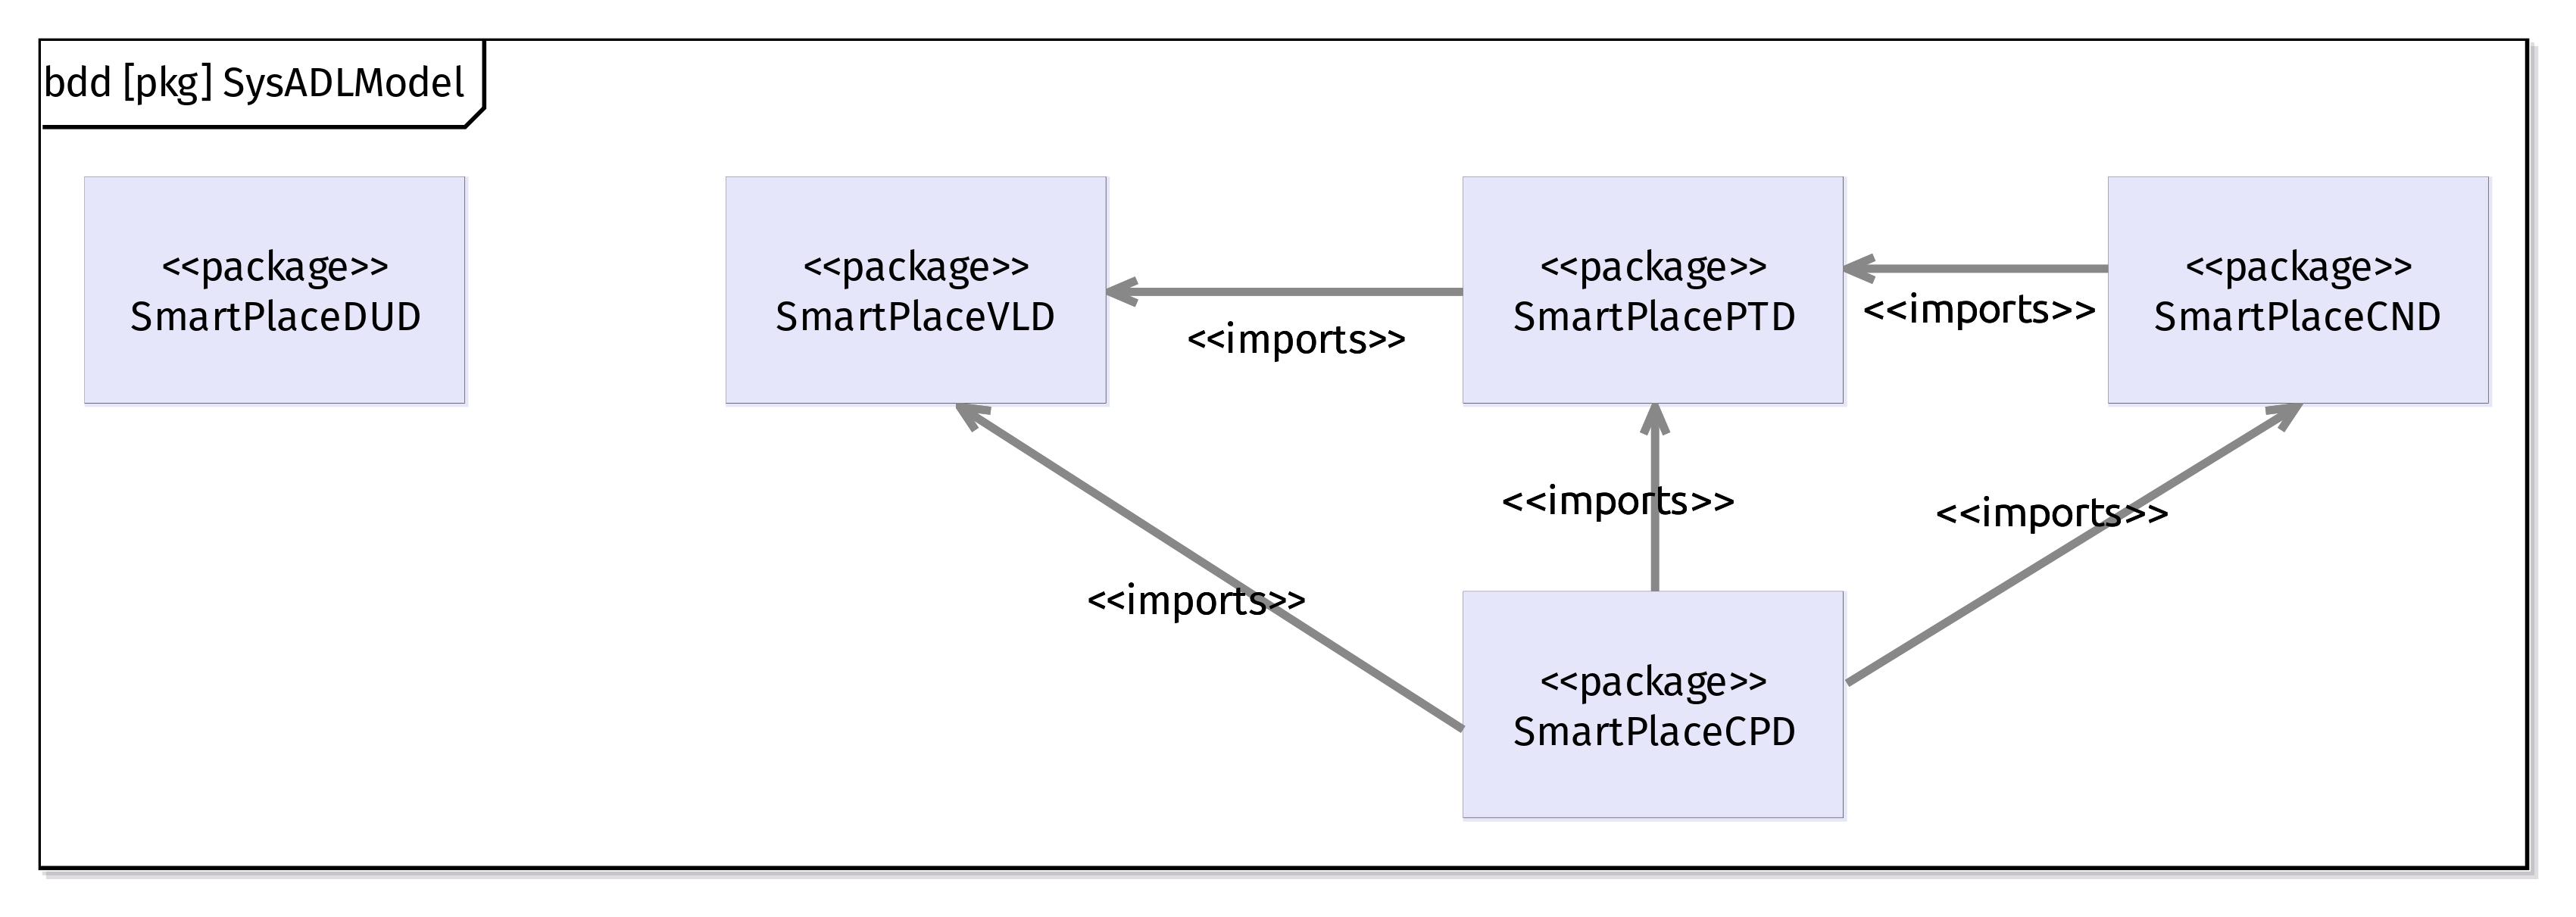 bdd [pkg] SysADLModel
<<package>>
SmartPlaceDUD
<<package>>
SmartPlaceVLD
<<imports>>
<<package>>
SmartPlacePTD
<<imports>>
<<package>>
SmartPlaceCND
<<imports>>
<<imports>>
<<imports>>
<<package>>
SmartPlaceCPD